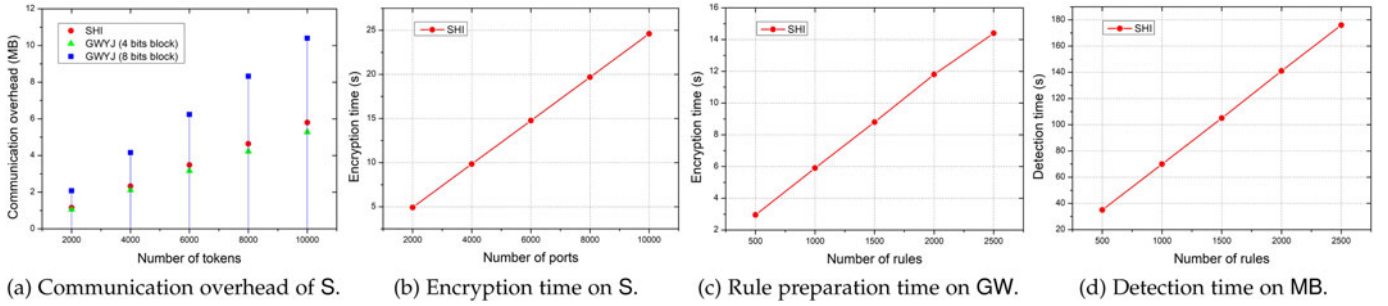 Communication overhead (MB)
12
10
8
6
4
2
0
SHI
GWYJ (4 bits block)
GWYJ (8 bits block)
2000 4000 6000 8000 10000
Number of tokens
(a) Communication overhead of S.
Encryption time (s)
25
20
15
10
5
SHI
2000 4000 6000 8000 10000
Number of ports
(b) Encryption time on S.
Encryption time (s)
16
14
12
10
8
6
4
2
SHI
500 1000 1500 2000 2500
Number of rules
(c) Rule preparation time on GW.
Detection time (s)
180
160
140
120
100
80
60
40
20
SHI
500 1000 1500 2000 2500
Number of rules
(d) Detection time on MB.